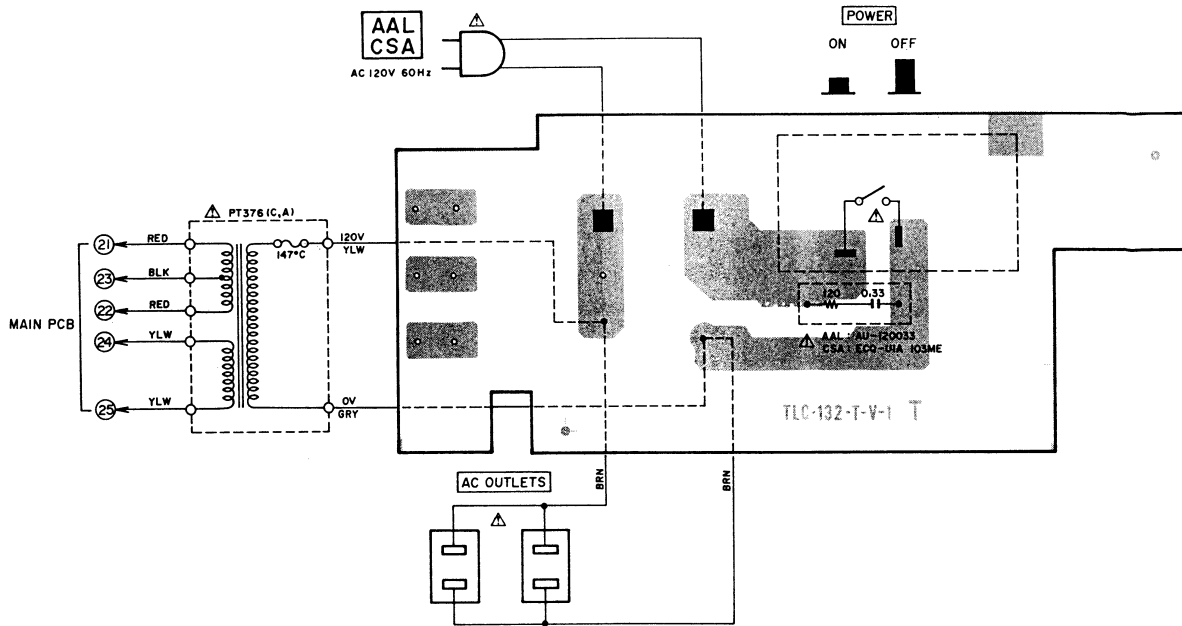 AAL
CSA
AC 120V 60Hz
POWER
ON OFF
PT376 (C,A)
MAIN PCB
21 RED
23 BLK
22 RED
24 YLW
25 YLW
147°C
120V
YLW
0V
GRY
120 0.33
AAL : AU-120033
CSA : ECQ-U1A 103ME
TLC-132-T-V-1 T
AC OUTLETS
BRN
BRN